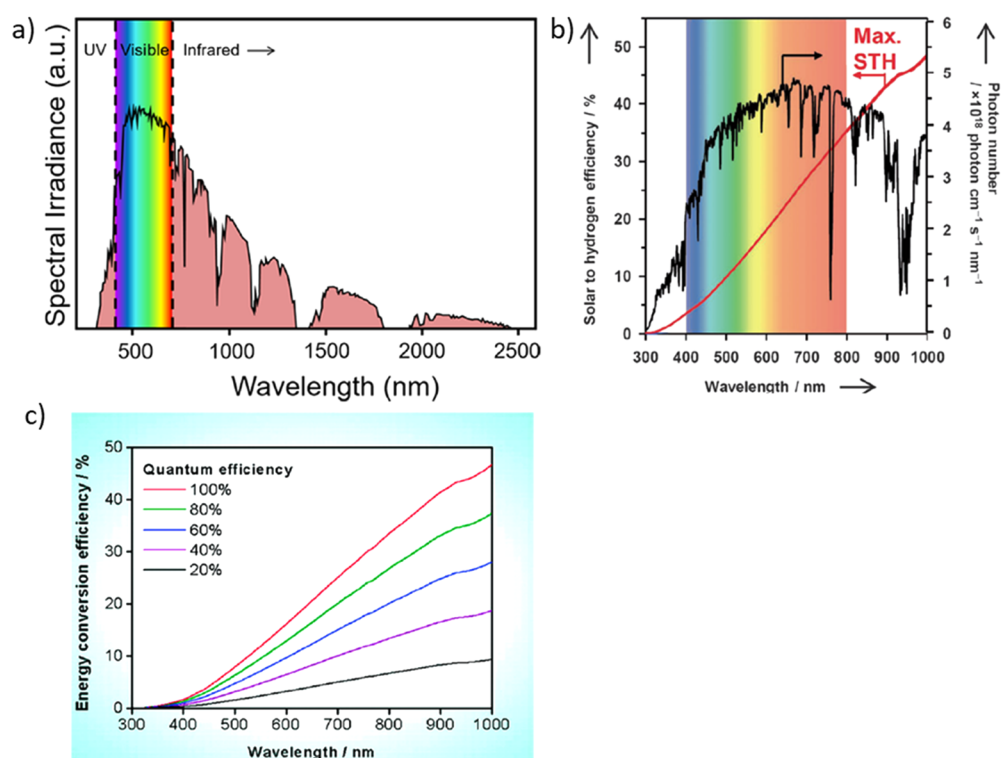 a)
UV Visible Infrared →
Spectral Irradiance (a.u.)
500 1000 1500 2000 2500
Wavelength (nm)
b)
Max.
STH
Solar to hydrogen efficiency / %
50
40
30
20
10
0
6
5
4
3
2
1
0
Photon number
/ ×10¹⁸ photon cm⁻¹ s⁻¹ nm⁻¹
300 400 500 600 700 800 900 1000
Wavelength / nm
c)
Energy conversion efficiency / %
50
40
30
20
10
0
Quantum efficiency
100%
80%
60%
40%
20%
300 400 500 600 700 800 900 1000
Wavelength / nm